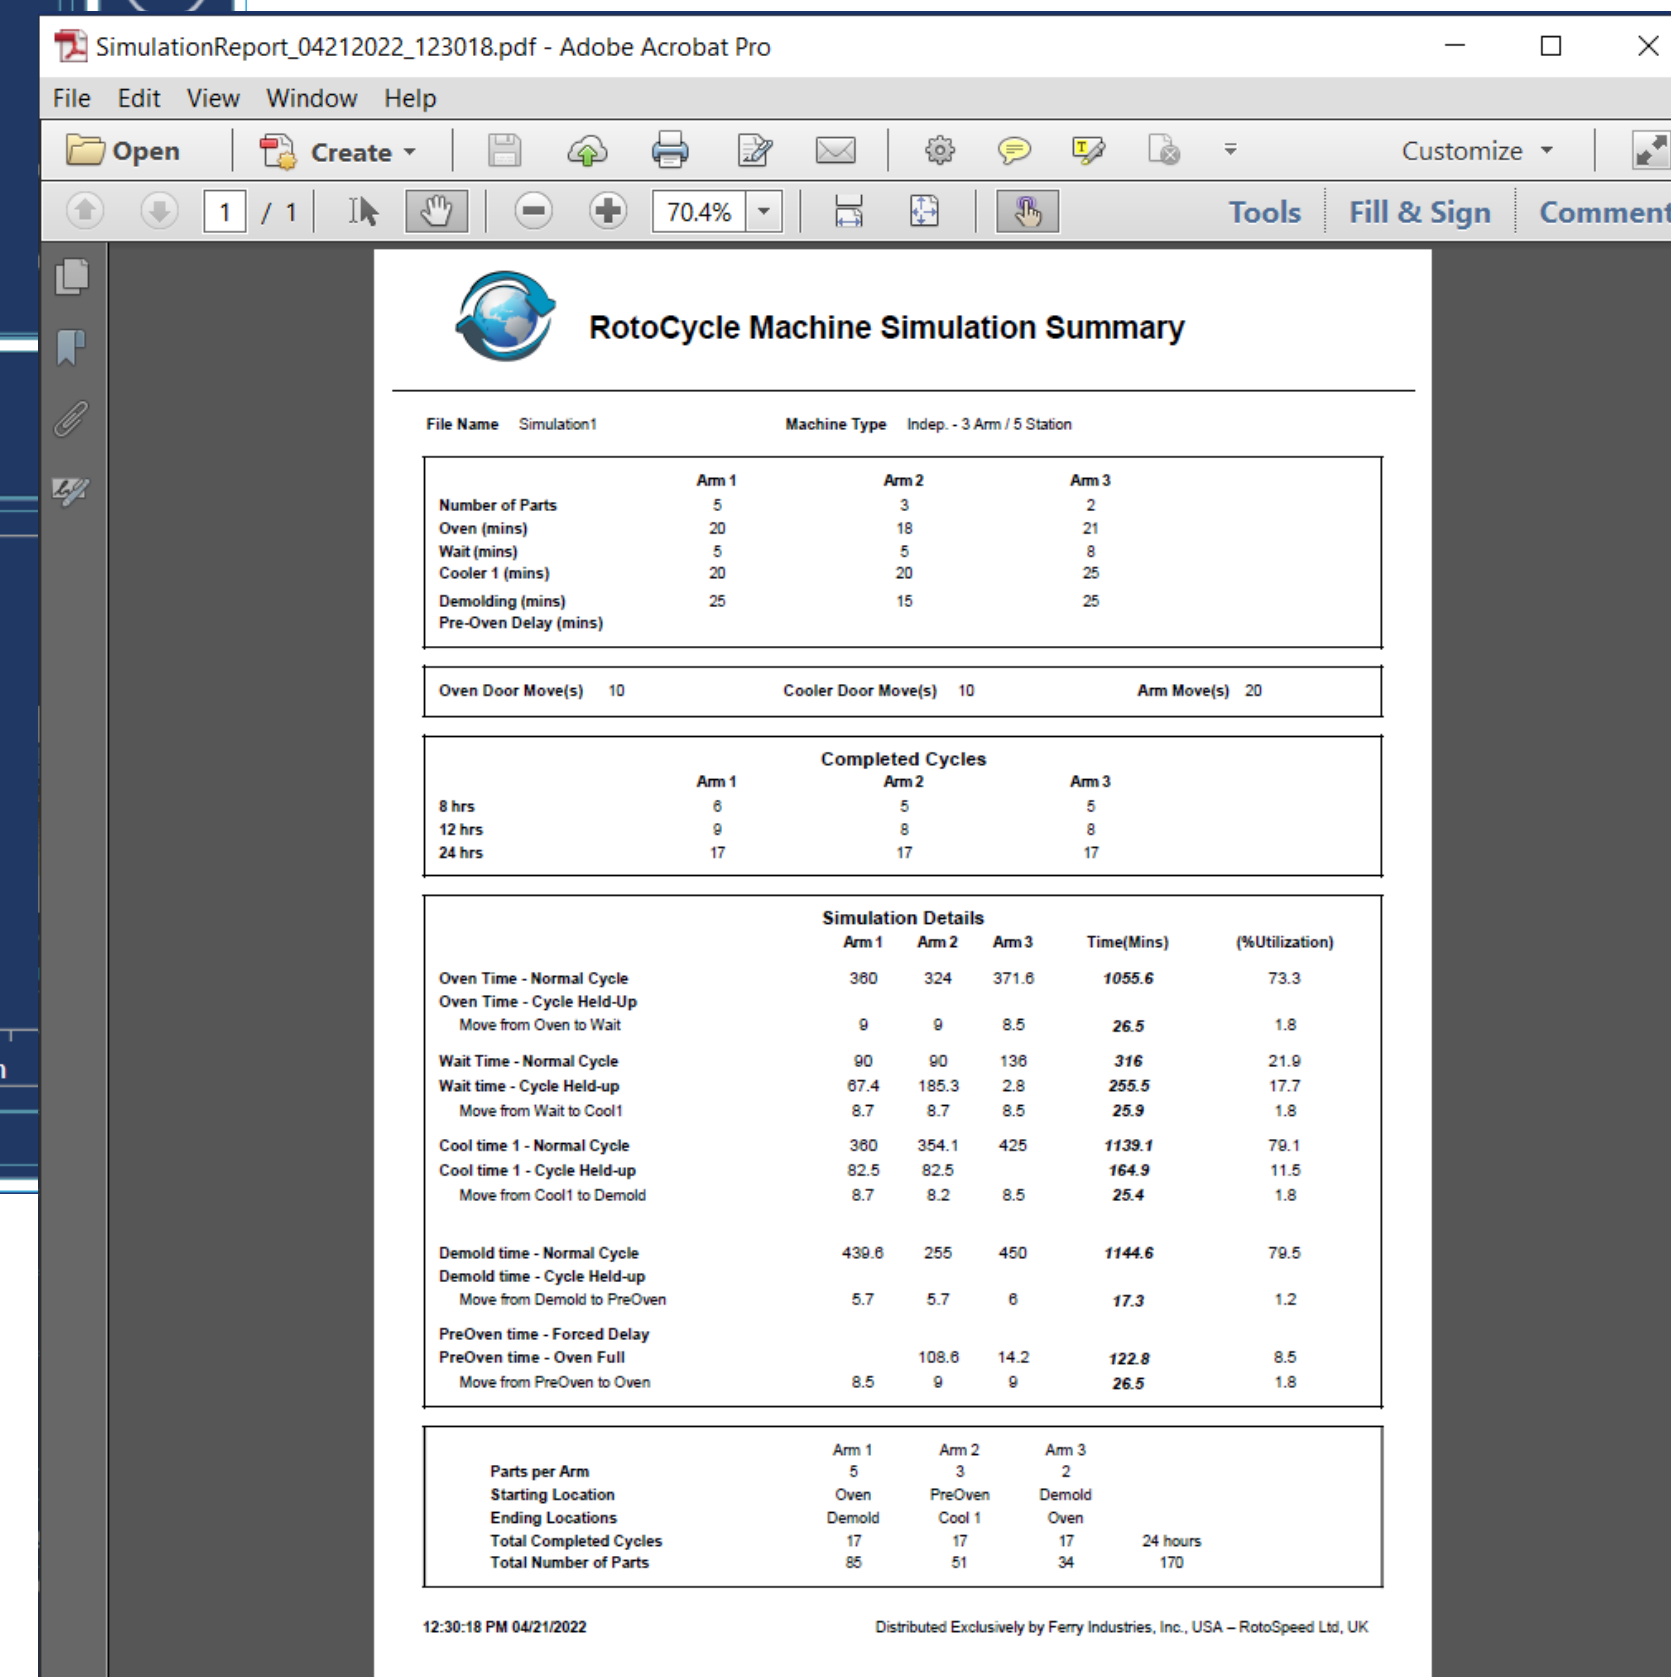 SimulationReport_04212022_123018.pdf - Adobe Acrobat Pro
File Edit View Window Help
Open Create Customize
1 / 1 70.4% Tools Fill & Sign Comment
RotoCycle Machine Simulation Summary
File Name Simulation1 Machine Type Indep. - 3 Arm / 5 Station
Arm 1 Arm 2 Arm 3
Number of Parts 5 3 2
Oven (mins) 20 18 21
Wait (mins) 5 5 8
Cooler 1 (mins) 20 20 25
Demolding (mins) 25 15 25
Pre-Oven Delay (mins)
Oven Door Move(s) 10 Cooler Door Move(s) 10 Arm Move(s) 20
Completed Cycles
Arm 1 Arm 2 Arm 3
8 hrs 6 5 5
12 hrs 9 8 8
24 hrs 17 17 17
Simulation Details
Arm 1 Arm 2 Arm 3 Time(Mins) (%Utilization)
Oven Time - Normal Cycle 360 324 371.6 1055.6 73.3
Oven Time - Cycle Held-Up
Move from Oven to Wait 9 9 8.5 26.5 1.8
Wait Time - Normal Cycle 90 90 136 316 21.9
Wait time - Cycle Held-up 67.4 185.3 2.8 255.5 17.7
Move from Wait to Cool1 8.7 8.7 8.5 25.9 1.8
Cool time 1 - Normal Cycle 360 354.1 425 1139.1 79.1
Cool time 1 - Cycle Held-up 82.5 82.5 164.9 11.5
Move from Cool1 to Demold 8.7 8.2 8.5 25.4 1.8
Demold time - Normal Cycle 439.6 255 450 1144.6 79.5
Demold time - Cycle Held-up
Move from Demold to PreOven 5.7 5.7 6 17.3 1.2
PreOven time - Forced Delay
PreOven time - Oven Full 108.6 14.2 122.8 8.5
Move from PreOven to Oven 8.5 9 9 26.5 1.8
Arm 1 Arm 2 Arm 3
Parts per Arm 5 3 2
Starting Location Oven PreOven Demold
Ending Locations Demold Cool 1 Oven
Total Completed Cycles 17 17 17 24 hours
Total Number of Parts 85 51 34 170
12:30:18 PM 04/21/2022 Distributed Exclusively by Ferry Industries, Inc., USA – RotoSpeed Ltd, UK